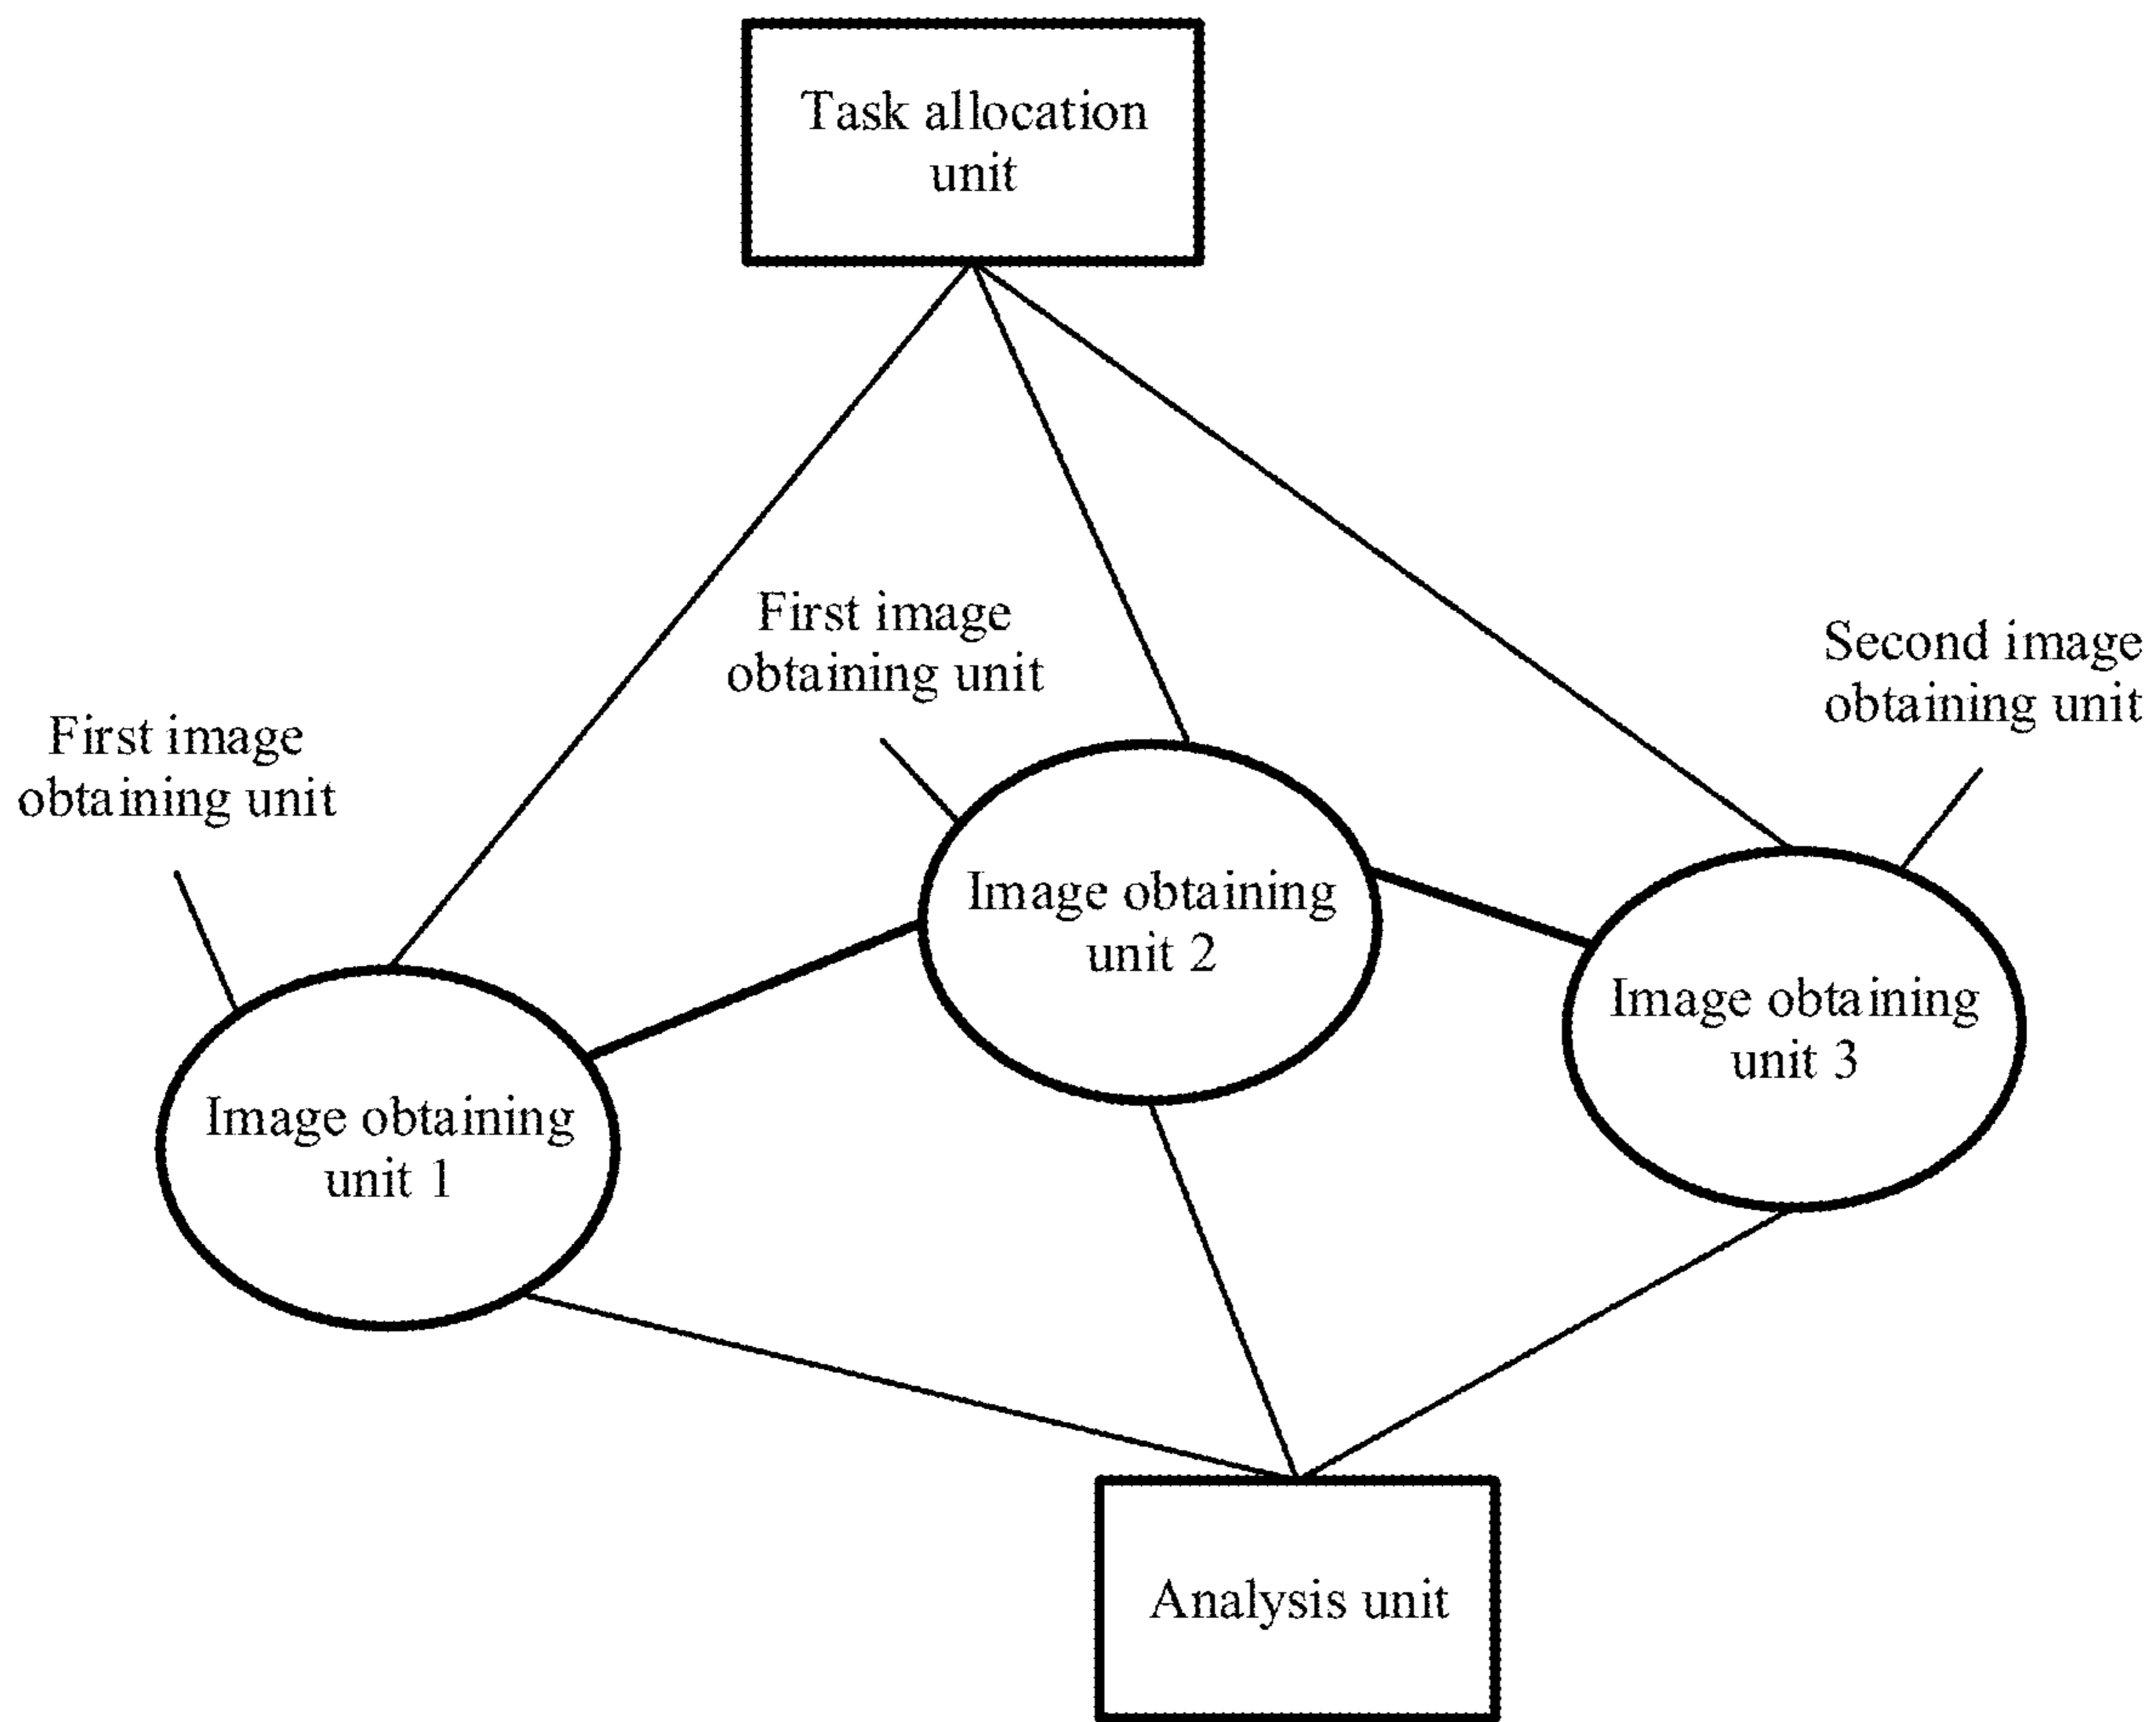 Task allocation
unit
First image
obtaining unit
Second image
obtaining unit
First image
obtaining unit
Image obtaining
unit 2
Image obtaining
unit 3
Image obtaining
unit 1
Analysis unit